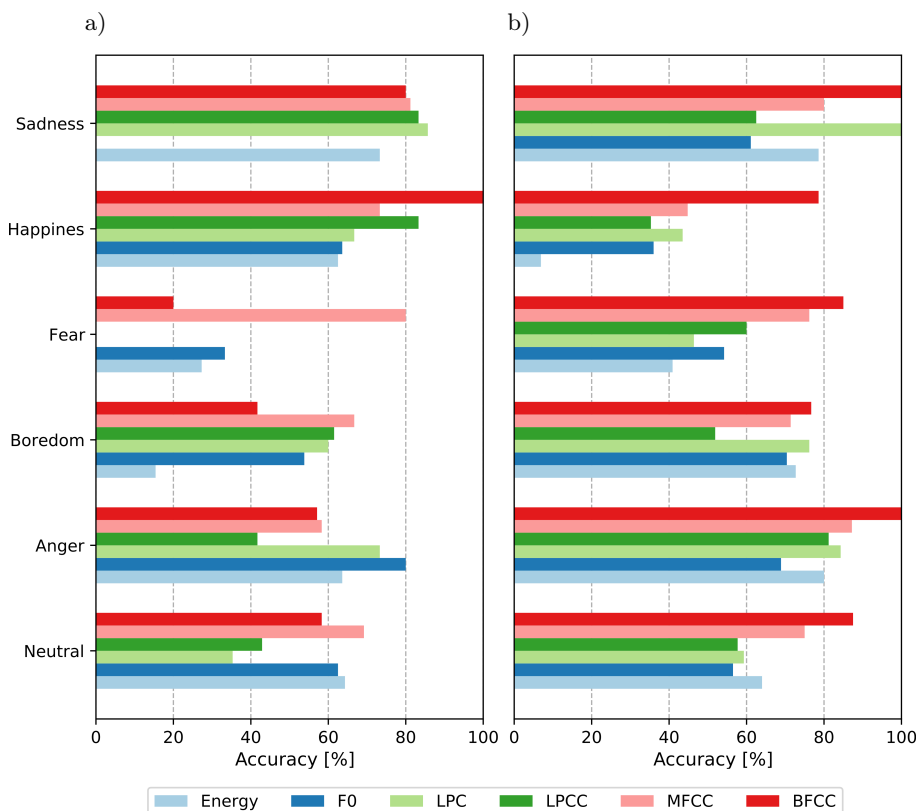 a) b)
Sadness
Happines
Fear
Boredom
Anger
Neutral
0 20 40 60 80 100 0 20 40 60 80 100
Accuracy [%] Accuracy [%]
Energy F0 LPC LPCC MFCC BFCC